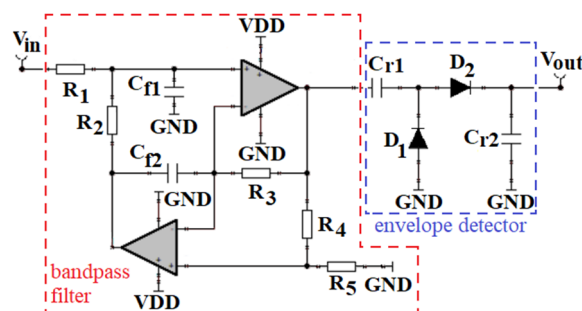 VDD
Vin
Vout
Cr1
D2
R1
Cf1
R2
GND
GND
D1
Cr2
Cf2
GND
R3
GND
GND
R4
envelope detector
bandpass
filter
VDD
R5
GND